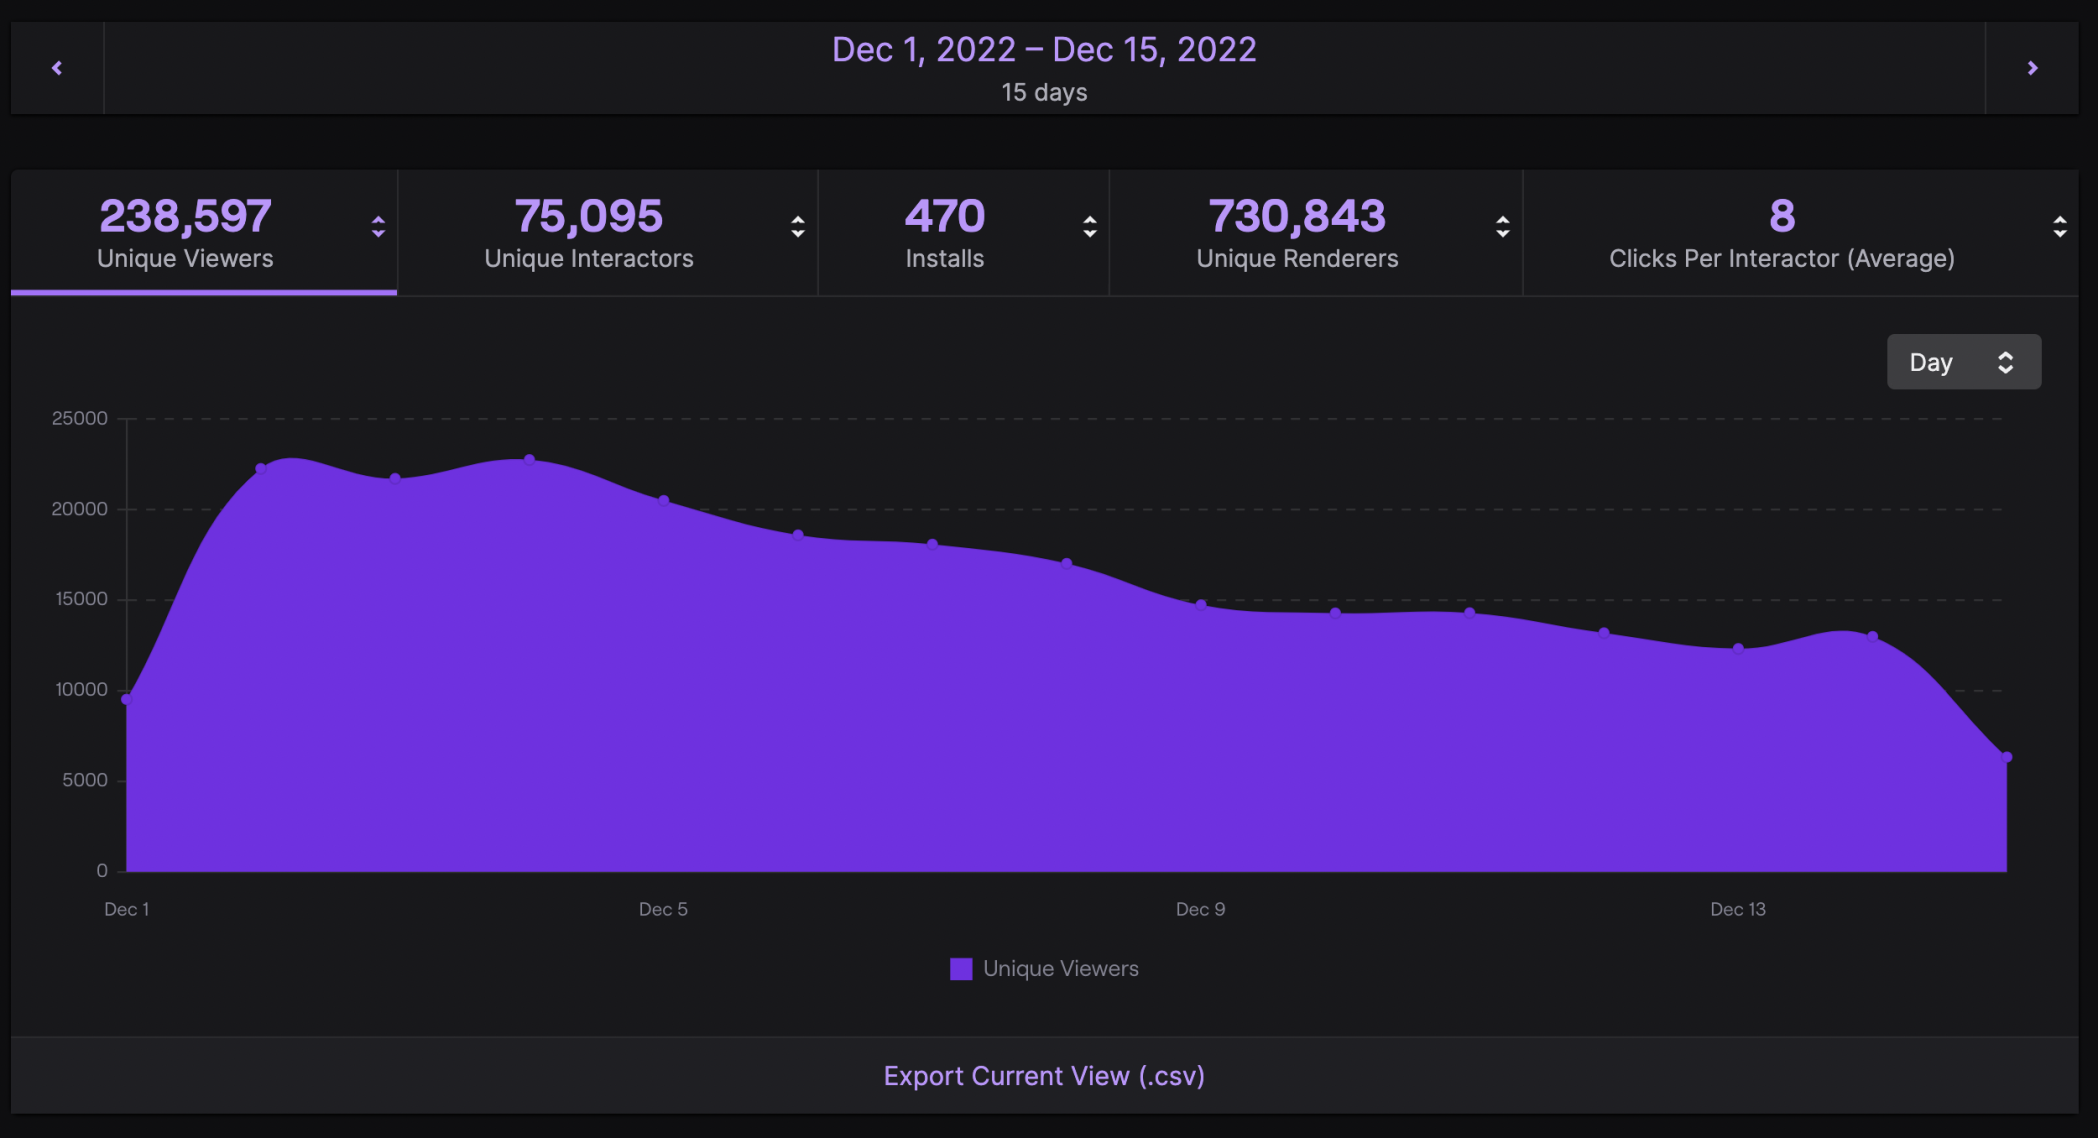 Dec 1, 2022 – Dec 15, 2022
15 days
238,597
Unique Viewers
75,095
Unique Interactors
470
Installs
730,843
Unique Renderers
8
Clicks Per Interactor (Average)
Day
25000
20000
15000
10000
5000
0
Dec 1
Dec 5
Dec 9
Dec 13
Unique Viewers
Export Current View (.csv)